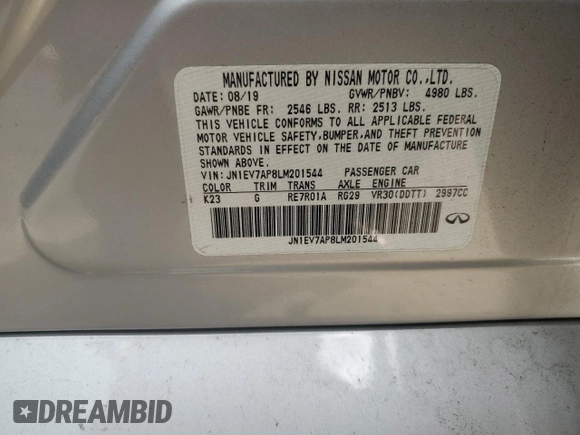 MANUFACTURED BY NISSAN MOTOR CO.,LTD.
DATE: 08/19 GVWR/PNBV: 4980 LBS.
GAWR/PNBE FR: 2546 LBS. RR: 2513 LBS.
THIS VEHICLE CONFORMS TO ALL APPLICABLE FEDERAL
MOTOR VEHICLE SAFETY,BUMPER,AND THEFT PREVENTION
STANDARDS IN EFFECT ON THE DATE OF MANUFACTURE
SHOWN ABOVE.
VIN:JN1EV7AP8LM201544 PASSENGER CAR
COLOR TRIM TRANS AXLE ENGINE
K23 G RE7R01A RG29 VR30(DDTT) 2997CC
JN1EV7AP8LM201544
DREAMBID